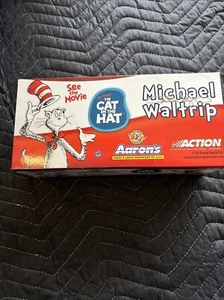 See
the
Movie
THE
CAT
IN THE
HAT
Michael
Waltrip
Aaron's
ACTION